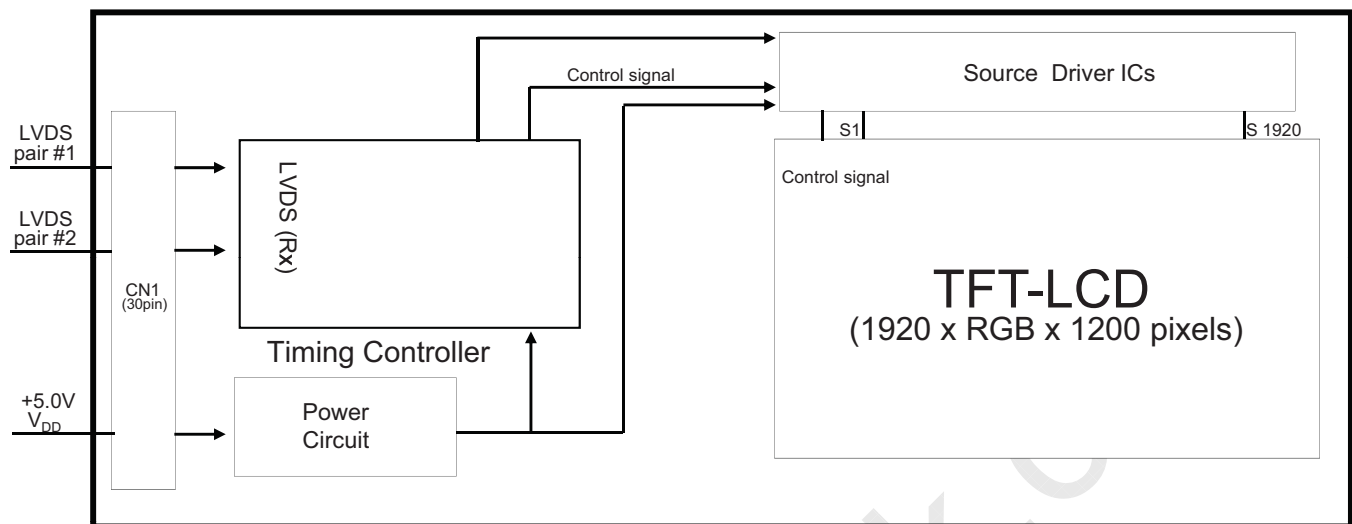 Source Driver ICs
Control signal
LVDS
pair #1
S1
S 1920
LVDS (Rx)
Control signal
LVDS
pair #2
CN1
(30pin)
TFT-LCD
(1920 x RGB x 1200 pixels)
Timing Controller
+5.0V
VDD
Power
Circuit